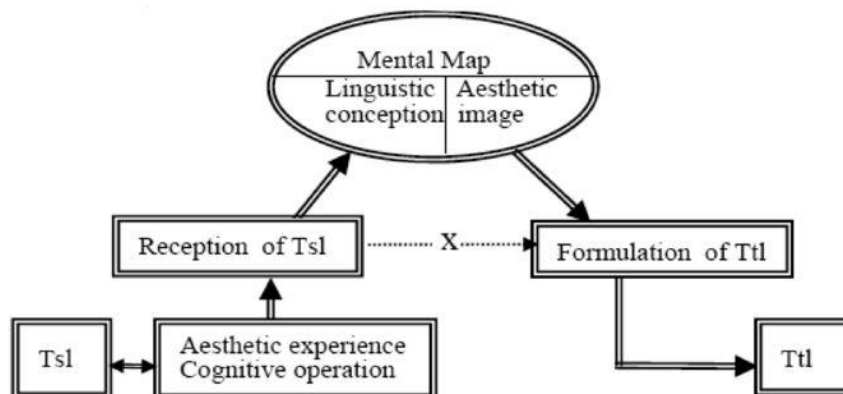 Mental Map
Linguistic conception
Aesthetic image
Reception of Tsl
X
Formulation of Ttl
Tsl
Aesthetic experience
Cognitive operation
Ttl